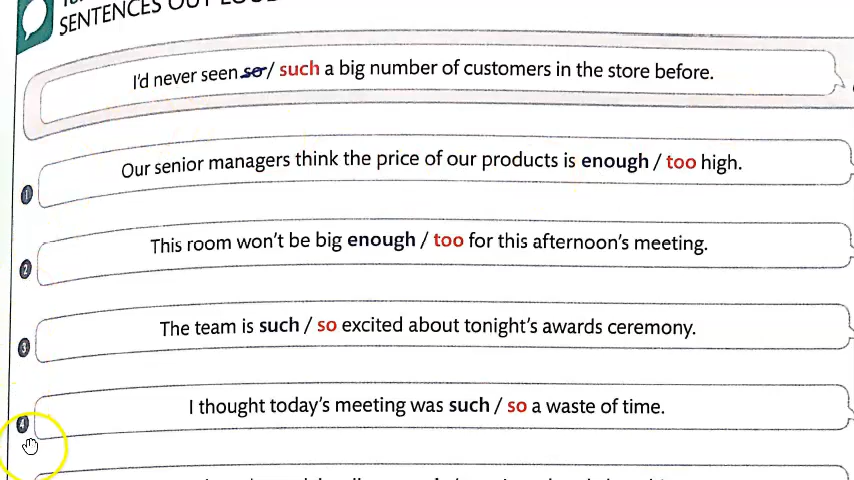 SENTENCES OUT
I'd never seen so / such a big number of customers in the store before.
1 Our senior managers think the price of our products is enough / too high.
2 This room won't be big enough / too for this afternoon's meeting.
3 The team is such / so excited about tonight's awards ceremony.
4 I thought today's meeting was such / so a waste of time.